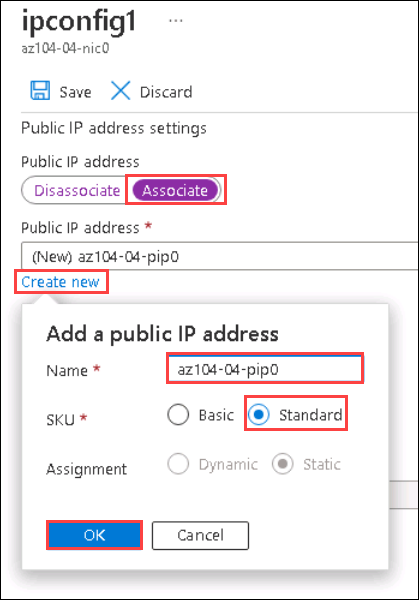 ipconfig1 ...
az104-04-nic0
Save Discard
Public IP address settings
Public IP address
Disassociate Associate
Public IP address *
(New) az104-04-pip0
Create new
Add a public IP address
Name * az104-04-pip0
SKU * Basic Standard
Assignment Dynamic Static
OK Cancel